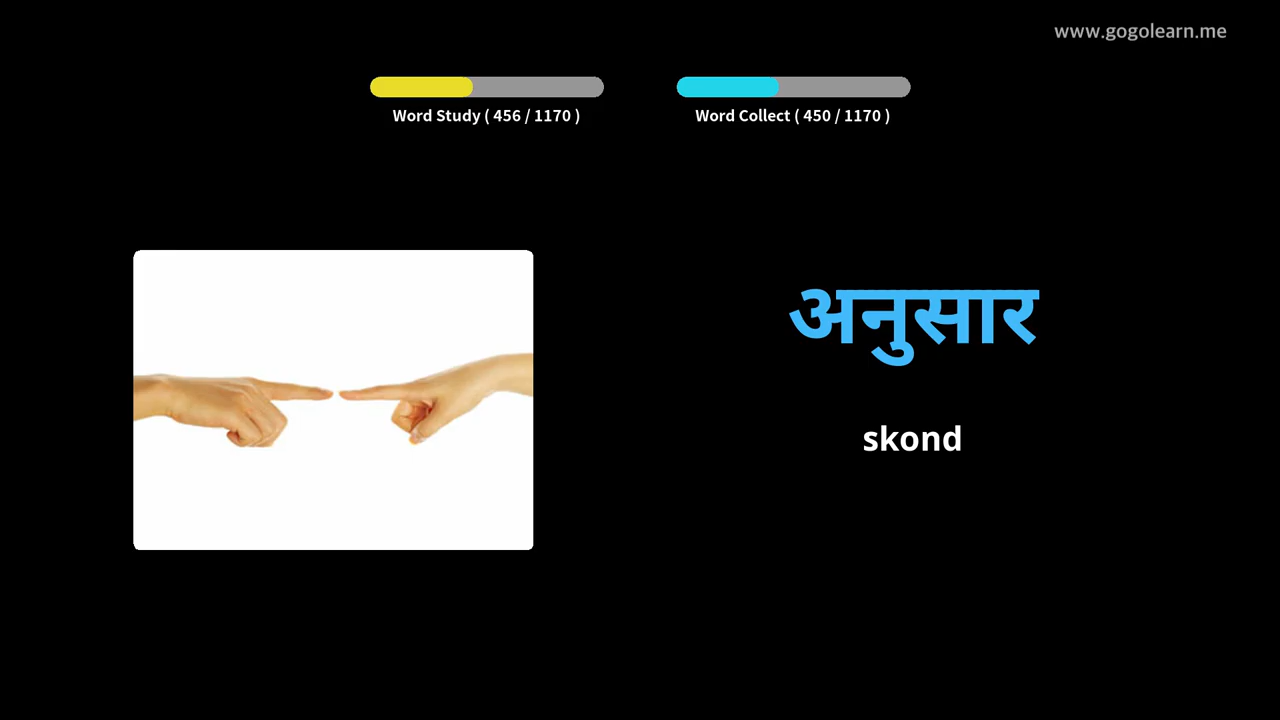 www.gogolearn.me
Word Study ( 456 / 1170 )
Word Collect ( 450 / 1170 )
अनुसार
skond